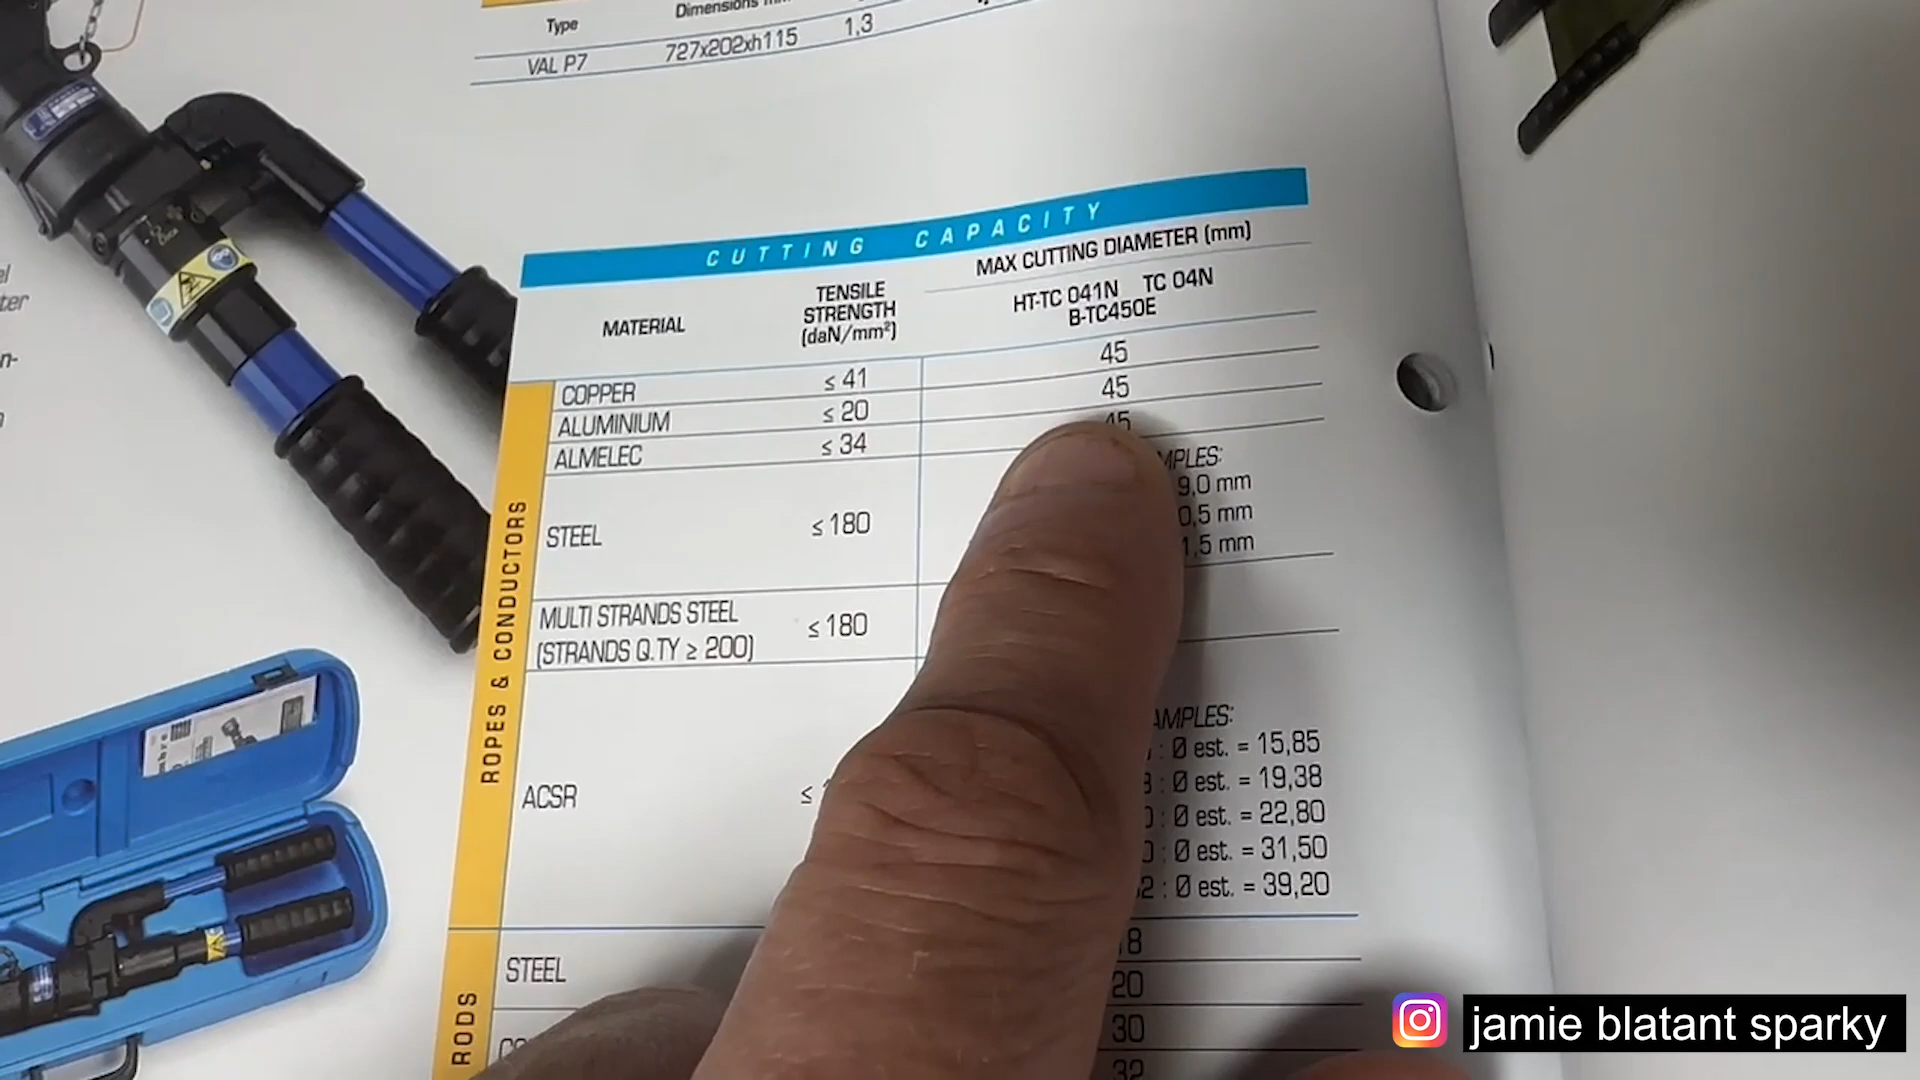 Type
Dimensions
VAL P7
727x202xh115
1,3
CUTTING CAPACITY
MATERIAL
TENSILE
STRENGTH
(daN/mm²)
MAX CUTTING DIAMETER (mm)
HT-TC 041N TC 04N
B-TC450E
ROPES & CONDUCTORS
COPPER ≤ 41 45
ALUMINIUM ≤ 20 45
ALMELEC ≤ 34 45
STEEL ≤ 180
9,0 mm
0,5 mm
1,5 mm
MULTI STRANDS STEEL
(STRANDS Q.TY ≥ 200) ≤ 180
ACSR ≤
: Ø est. = 15,85
: Ø est. = 19,38
: Ø est. = 22,80
: Ø est. = 31,50
: Ø est. = 39,20
RODS
STEEL
18
20
30
32
jamie blatant sparky